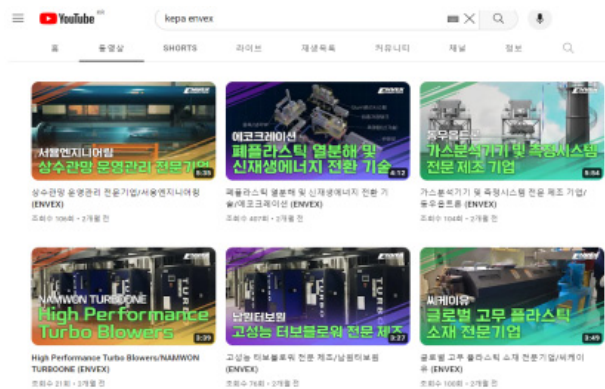 YouTube KR
kepa envex
홈 동영상 SHORTS 라이브 재생목록 커뮤니티 채널 정보
ENVEX
서용엔지니어링
상수관망 운영관리 전문기업
5:35
ENVEX
에코크레이션
폐플라스틱 열분해 및
신재생에너지 전환 기술
4:12
ENVEX
동우옵트론
가스분석기기 및 측정시스템
전문 제조 기업
5:04
상수관망 운영관리 전문기업/서용엔지니어링
(ENVEX)
조회수 106회 • 2개월 전
폐플라스틱 열분해 및 신재생에너지 전환 기
술/에코크레이션 (ENVEX)
조회수 407회 • 2개월 전
가스분석기기 및 측정시스템 전문 제조 기업/
동우옵트론 (ENVEX)
조회수 104회 • 2개월 전
ENVEX
NAMWON TURBOONE
High Performance
Turbo Blowers
3:39
ENVEX
남원터보원
고성능 터보블로워 전문 제조
3:27
ENVEX
씨케이유
글로벌 고무 플라스틱
소재 전문기업
3:49
High Performance Turbo Blowers/NAMWON
TURBOONE (ENVEX)
조회수 21회 • 2개월 전
고성능 터보블로워 전문 제조/남원터보원
(ENVEX)
조회수 76회 • 2개월 전
글로벌 고무 플라스틱 소재 전문기업/씨케이
유 (ENVEX)
조회수 100회 • 2개월 전